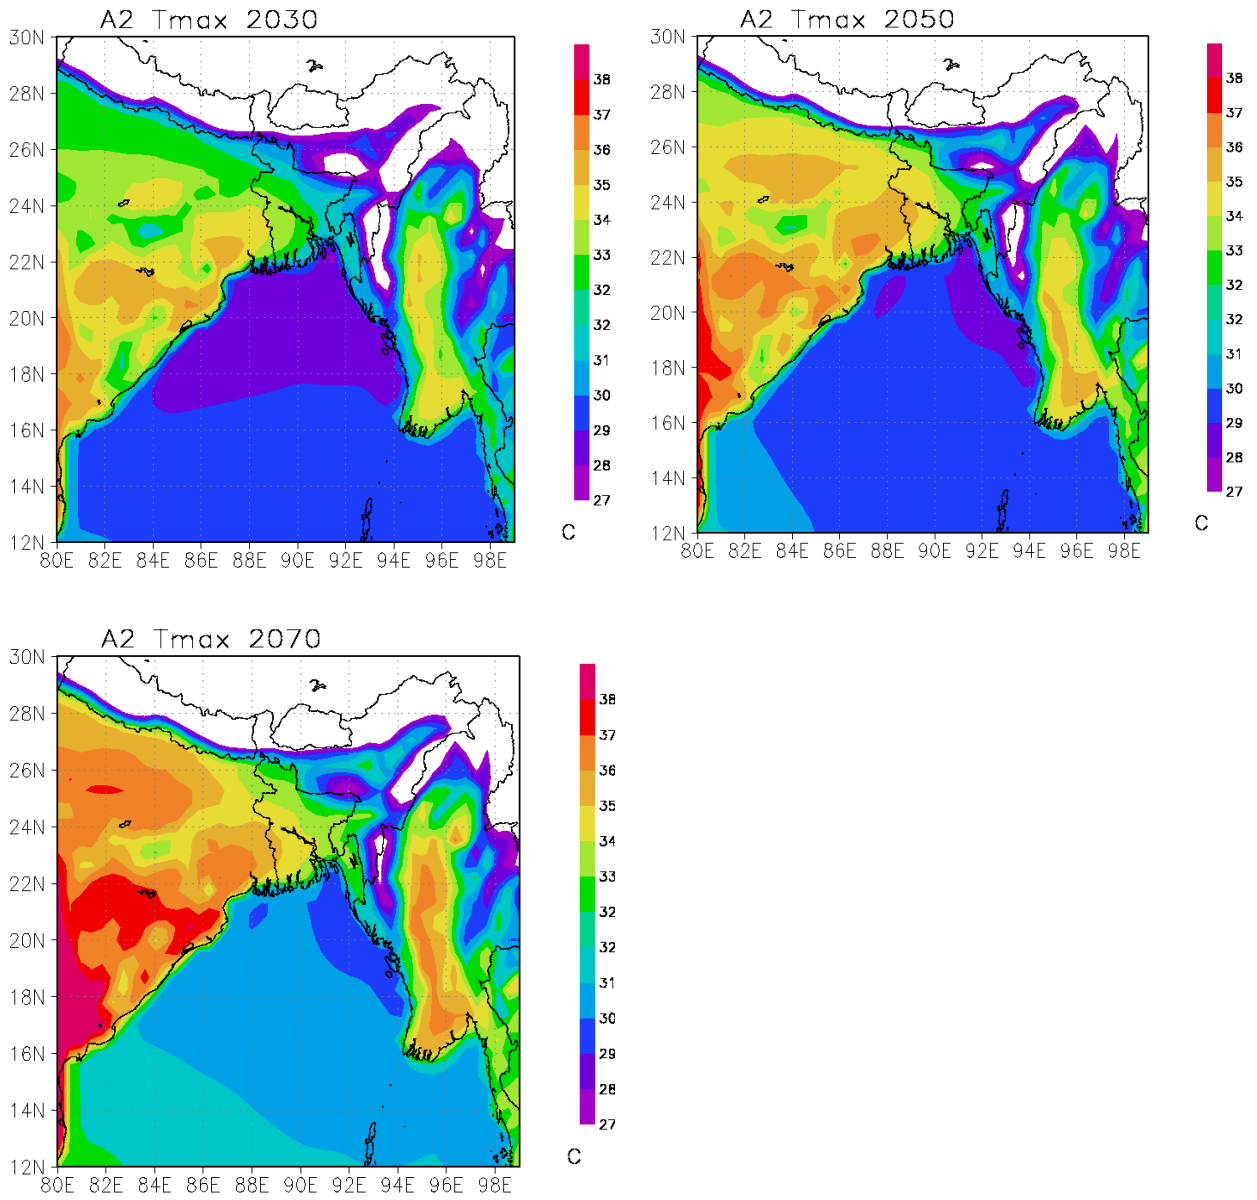 A2 Tmax 2030
30N
28N
26N
24N
22N
20N
18N
16N
14N
12N
80E 82E 84E 86E 88E 90E 92E 94E 96E 98E
38
37
36
35
34
33
32
32
31
30
29
28
27
C
A2 Tmax 2050
30N
28N
26N
24N
22N
20N
18N
16N
14N
12N
80E 82E 84E 86E 88E 90E 92E 94E 96E 98E
38
37
36
35
34
33
32
32
31
30
29
28
27
C
A2 Tmax 2070
30N
28N
26N
24N
22N
20N
18N
16N
14N
12N
80E 82E 84E 86E 88E 90E 92E 94E 96E 98E
38
37
36
35
34
33
32
32
31
30
29
28
27
C